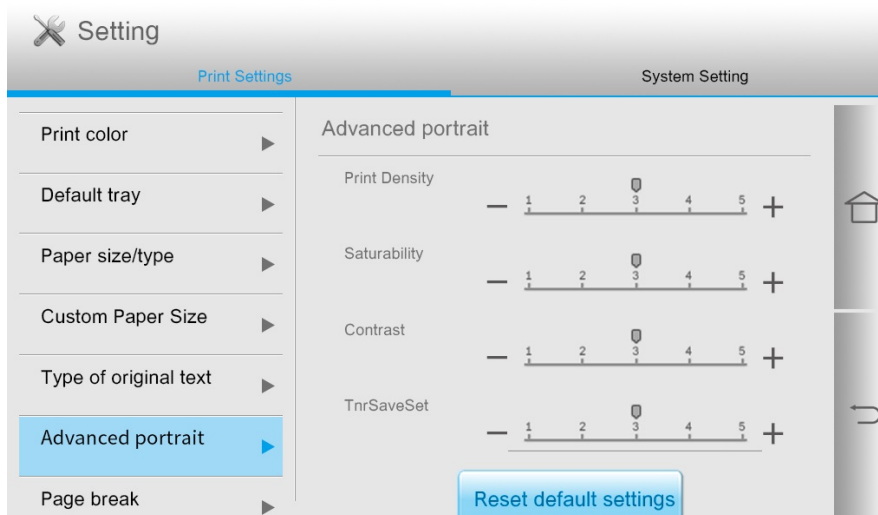 Setting
Print Settings
System Setting
Print color
Default tray
Paper size/type
Custom Paper Size
Type of original text
Advanced portrait
Page break
Advanced portrait
Print Density
1 2 3 4 5
Saturability
1 2 3 4 5
Contrast
1 2 3 4 5
TnrSaveSet
1 2 3 4 5
Reset default settings